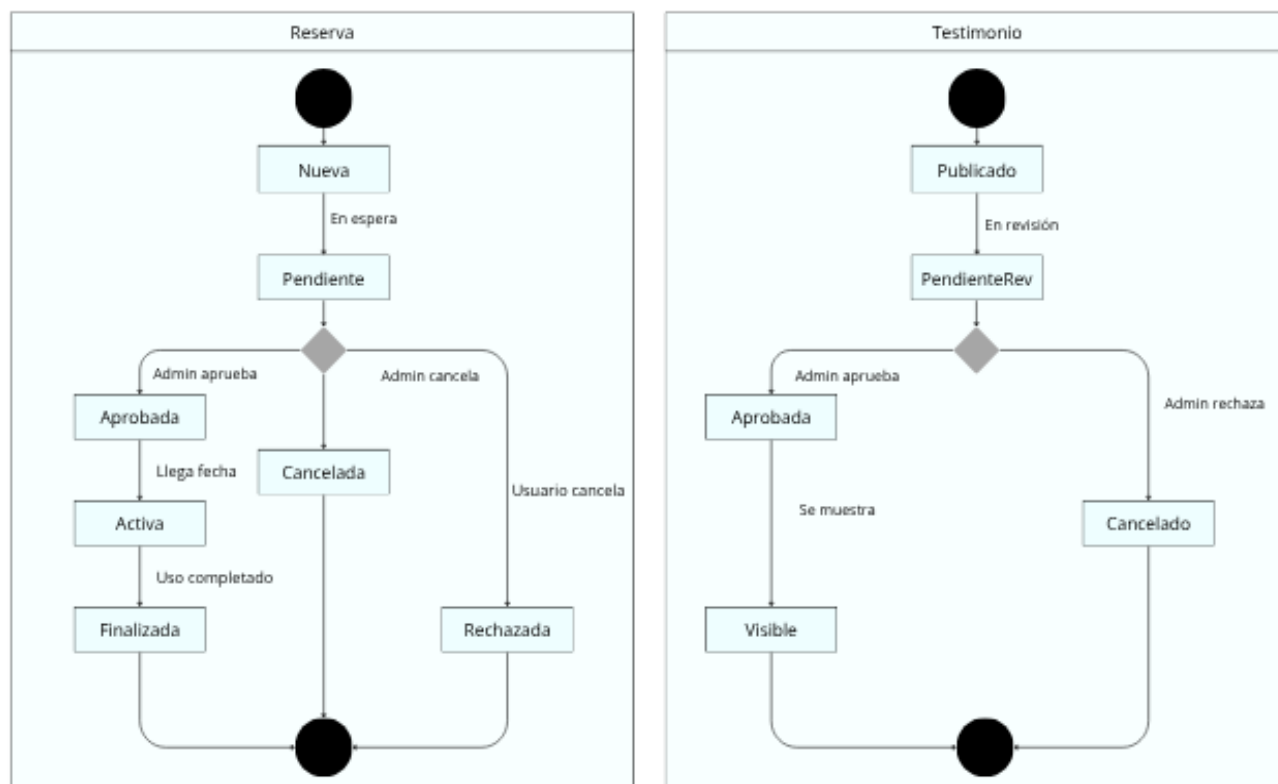 Reserva
Nueva
En espera
Pendiente
Admin aprueba
Admin cancela
Aprobada
Llega fecha
Cancelada
Usuario cancela
Activa
Uso completado
Finalizada
Rechazada
Testimonio
Publicado
En revisión
PendienteRev
Admin aprueba
Admin rechaza
Aprobada
Se muestra
Cancelado
Visible